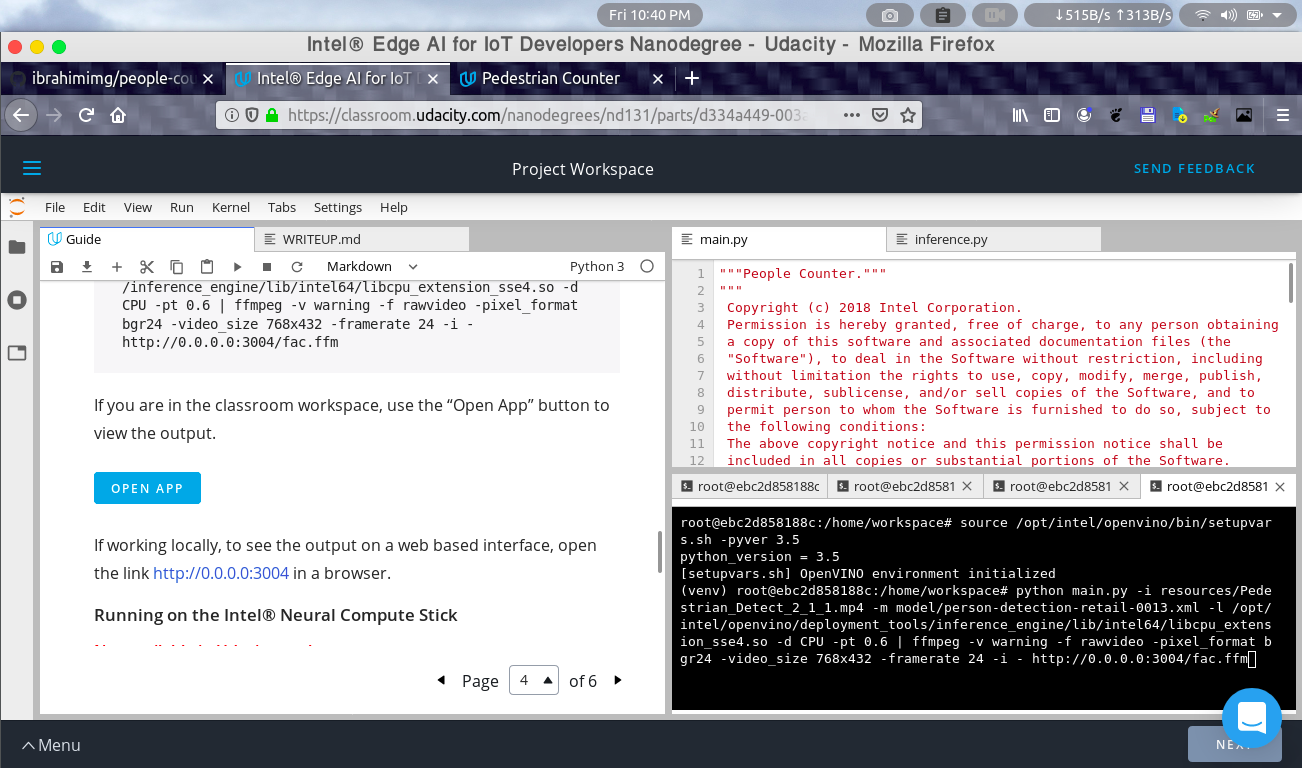 Fri 10:40 PM
↓515B/s ↑313B/s
Intel® Edge AI for IoT Developers Nanodegree - Udacity - Mozilla Firefox
ibrahimimg/people-cou
Intel® Edge AI for IoT D
Pedestrian Counter
https://classroom.udacity.com/nanodegrees/nd131/parts/d334a449-003a
Project Workspace
SEND FEEDBACK
File Edit View Run Kernel Tabs Settings Help
Guide
WRITEUP.md
Markdown
Python 3
/inference_engine/lib/intel64/libcpu_extension_sse4.so -d
CPU -pt 0.6 | ffmpeg -v warning -f rawvideo -pixel_format
bgr24 -video_size 768x432 -framerate 24 -i -
http://0.0.0.0:3004/fac.ffm
If you are in the classroom workspace, use the “Open App” button to
view the output.
OPEN APP
If working locally, to see the output on a web based interface, open
the link http://0.0.0.0:3004 in a browser.
Running on the Intel® Neural Compute Stick
Page 4 of 6
main.py
inference.py
1 """People Counter."""
2 """
3 Copyright (c) 2018 Intel Corporation.
4 Permission is hereby granted, free of charge, to any person obtaining
5 a copy of this software and associated documentation files (the
6 "Software"), to deal in the Software without restriction, including
7 without limitation the rights to use, copy, modify, merge, publish,
8 distribute, sublicense, and/or sell copies of the Software, and to
9 permit person to whom the Software is furnished to do so, subject to
10 the following conditions:
11 The above copyright notice and this permission notice shall be
12 included in all copies or substantial portions of the Software.
root@ebc2d858188c
root@ebc2d8581
root@ebc2d8581
root@ebc2d8581
root@ebc2d858188c:/home/workspace# source /opt/intel/openvino/bin/setupvar
s.sh -pyver 3.5
python_version = 3.5
[setupvars.sh] OpenVINO environment initialized
(venv) root@ebc2d858188c:/home/workspace# python main.py -i resources/Pede
strian_Detect_2_1_1.mp4 -m model/person-detection-retail-0013.xml -l /opt/
intel/openvino/deployment_tools/inference_engine/lib/intel64/libcpu_extens
ion_sse4.so -d CPU -pt 0.6 | ffmpeg -v warning -f rawvideo -pixel_format b
gr24 -video_size 768x432 -framerate 24 -i - http://0.0.0.0:3004/fac.ffm
Menu
NEXT